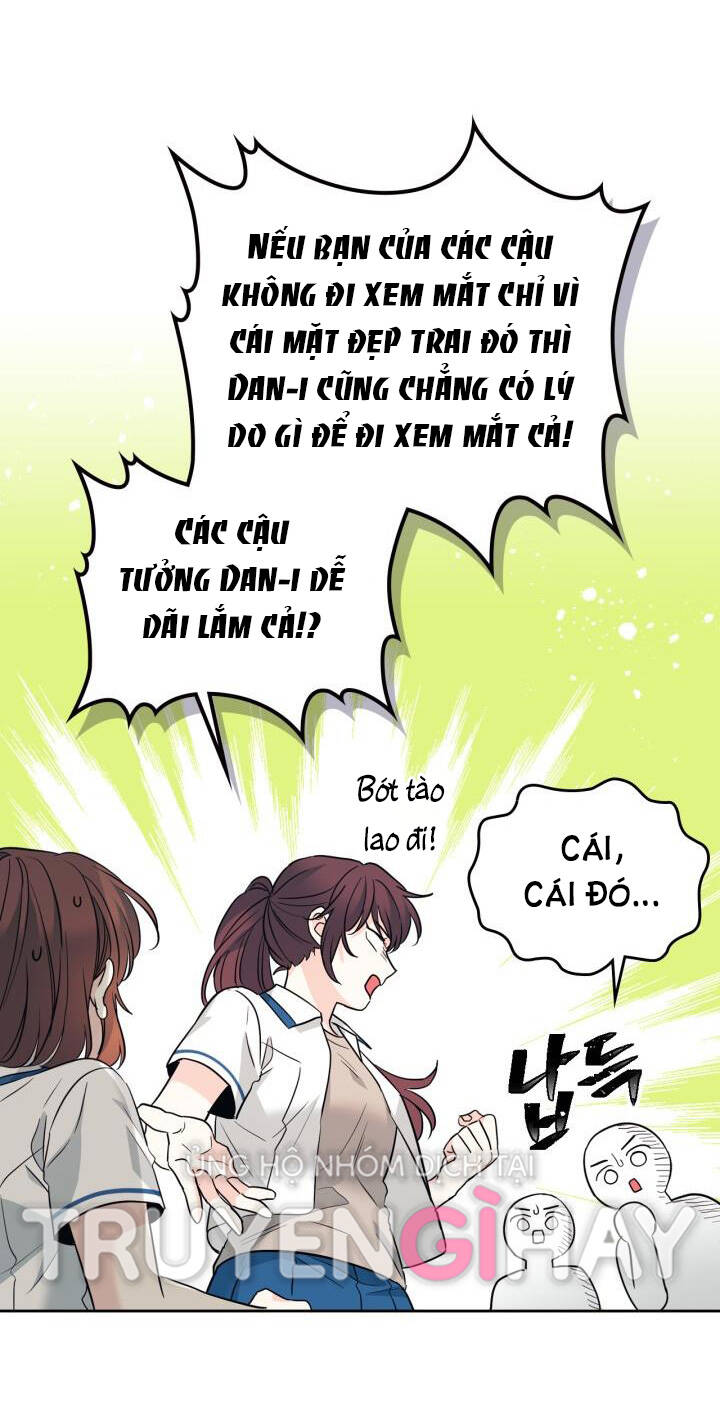 NẾU BẠN CỦA CÁC CẬU
KHÔNG ĐI XEM MẮT CHỈ VÌ
CÁI MẶT ĐẸP TRAI ĐÓ THÌ
DAN-I CŨNG CHẲNG CÓ LÝ
DO GÌ ĐỂ ĐI XEM MẮT CẢ!
CÁC CẬU
TƯỞNG DAN-I DỄ
DÃI LẮM CẢ!?
Bớt tào
lao đi!
CÁI,
CÁI ĐÓ...
납득
ỦNG HỘ NHÓM DỊCH TẠI
TRUYENGIHAY